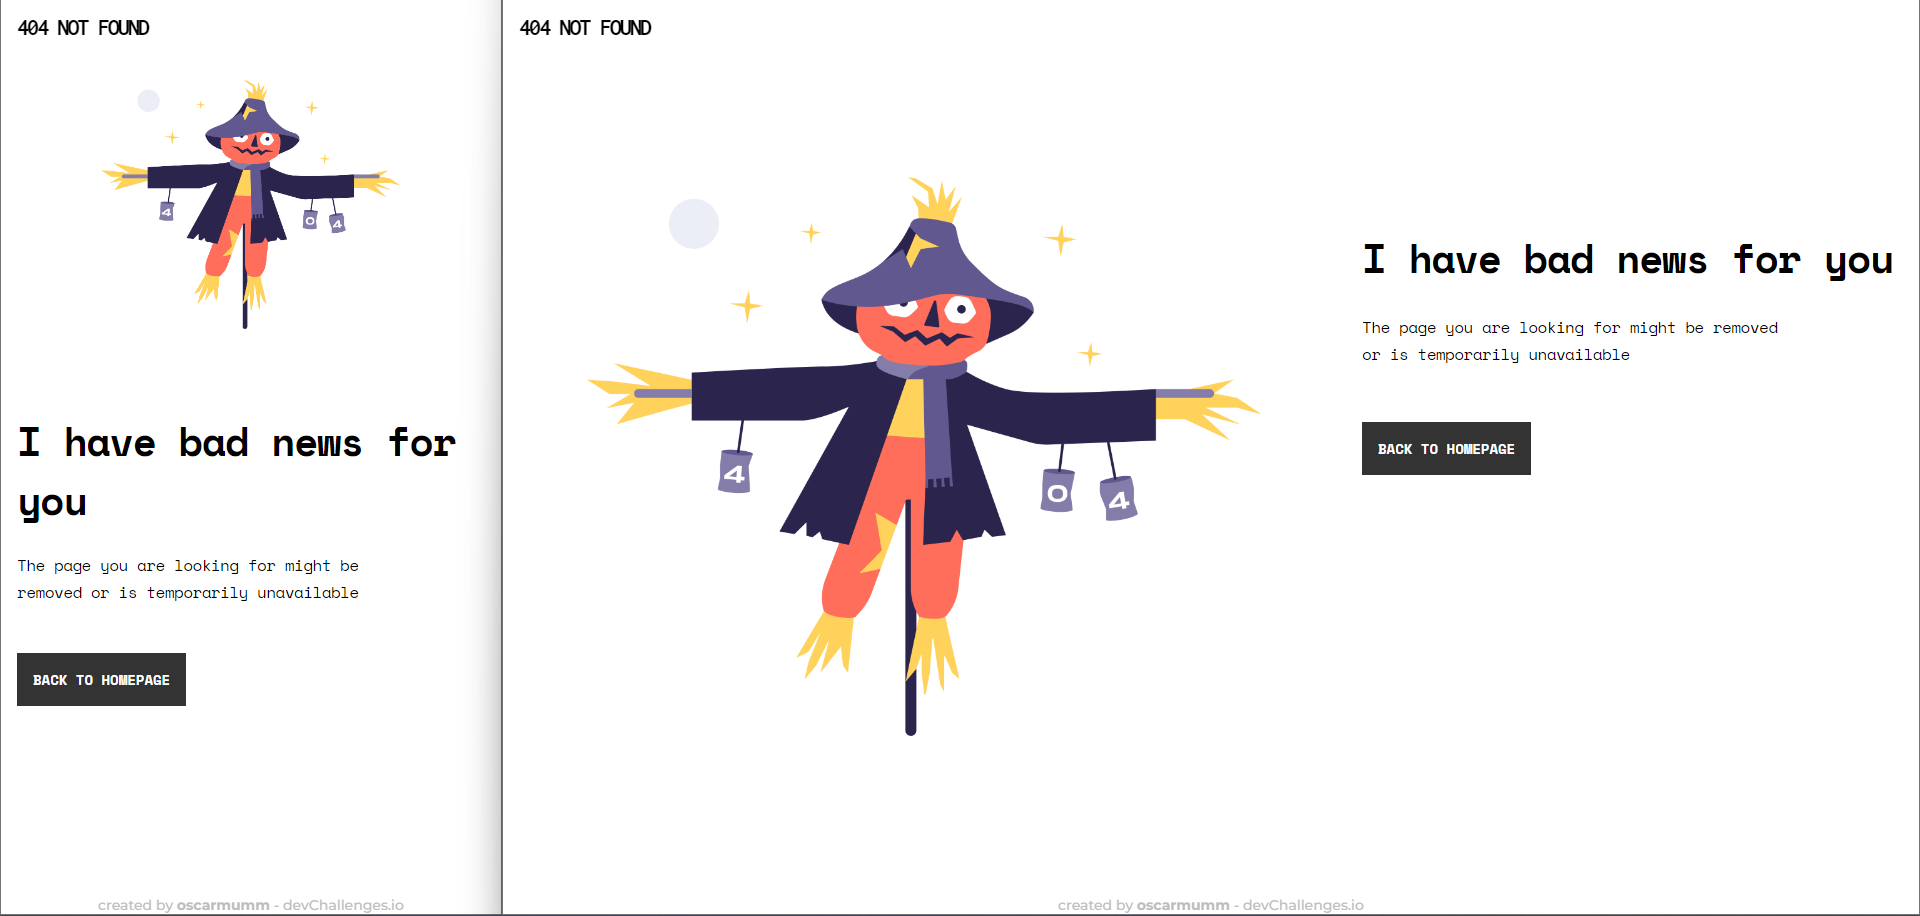 404 NOT FOUND
4
0
4
I have bad news for
you
The page you are looking for might be
removed or is temporarily unavailable
BACK TO HOMEPAGE
created by oscarmumm - devChallenges.io
404 NOT FOUND
4
0
4
I have bad news for you
The page you are looking for might be removed
or is temporarily unavailable
BACK TO HOMEPAGE
created by oscarmumm - devChallenges.io